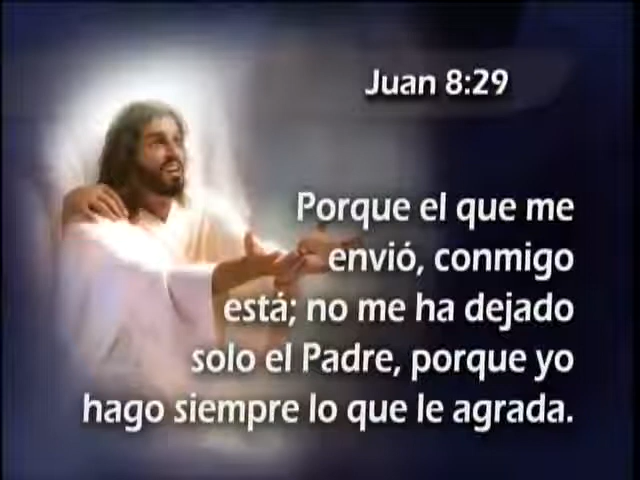 Juan 8:29
Porque el que me
envió, conmigo
está; no me ha dejado
solo el Padre, porque yo
hago siempre lo que le agrada.